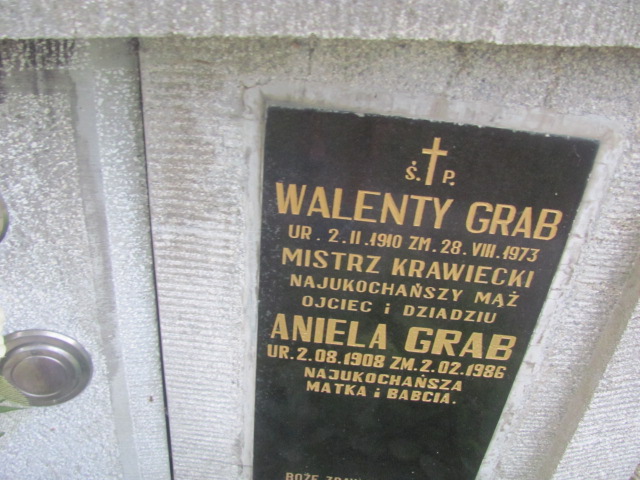 Ś. P.
WALENTY GRAB
UR. 2.II.1910 ZM. 28.VIII.1973
MISTRZ KRAWIECKI
NAJUKOCHAŃSZY MĄŻ
OJCIEC i DZIADZIU
ANIELA GRAB
UR. 2.08.1908 ZM. 2.02.1986
NAJUKOCHAŃSZA
MATKA i BABCIA.
BOŻE